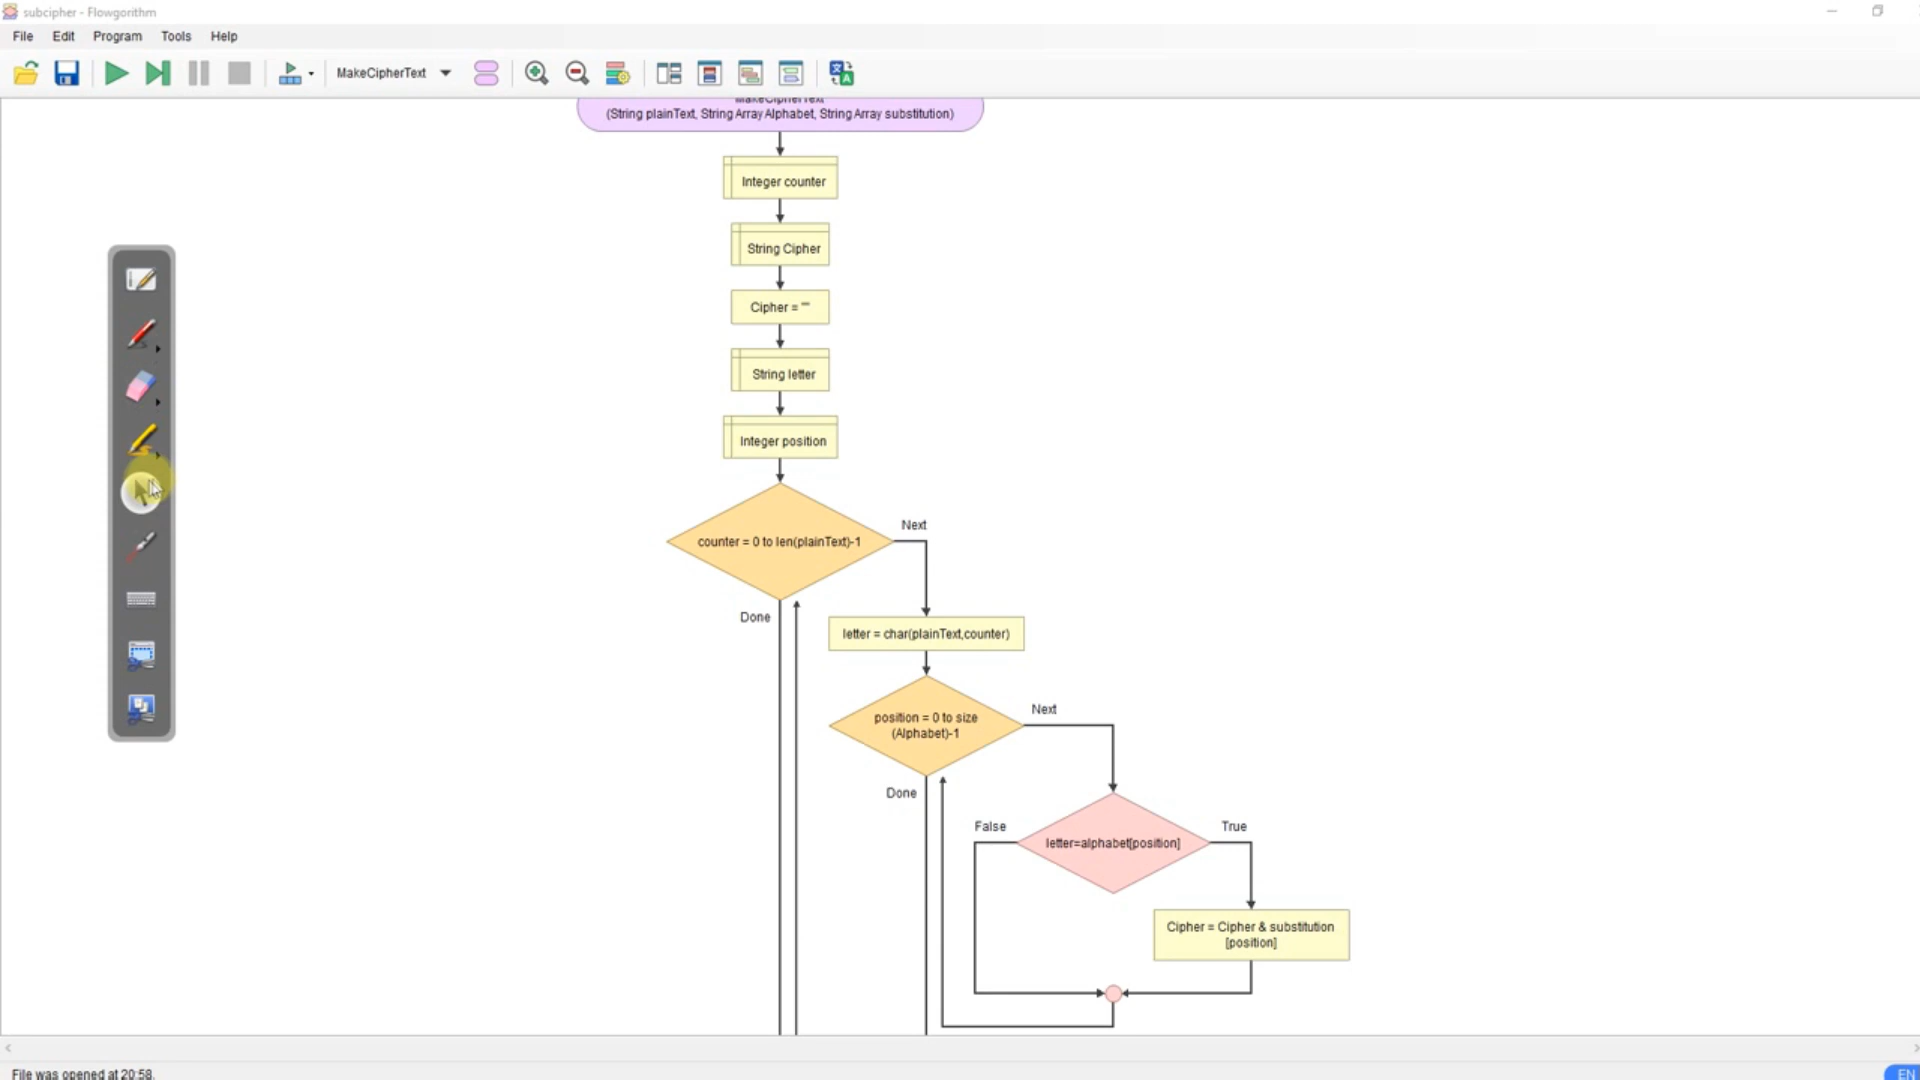 subcipher - Flowgorithm
File Edit Program Tools Help
MakeCipherText
MakeCipherText
(String plainText, String Array Alphabet, String Array substitution)
Integer counter
String Cipher
Cipher = ""
String letter
Integer position
counter = 0 to len(plainText)-1
Next
Done
letter = char(plainText,counter)
position = 0 to size
(Alphabet)-1
Next
Done
letter=alphabet[position]
False
True
Cipher = Cipher & substitution
[position]
File was opened at 20:58.
EN